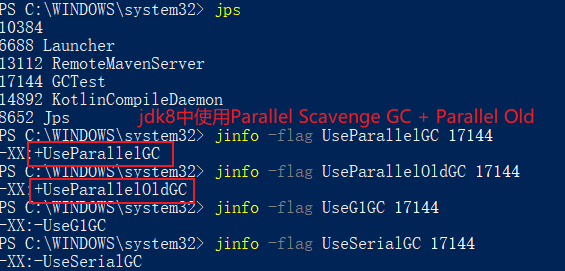 PS C:\WINDOWS\system32> jps
10384
6688 Launcher
13112 RemoteMavenServer
17144 GCTest
14892 KotlinCompileDaemon
8652 Jps
jdk8中使用Parallel Scavenge GC + Parallel Old
PS C:\WINDOWS\system32> jinfo -flag UseParallelGC 17144
-XX:+UseParallelGC
PS C:\WINDOWS\system32> jinfo -flag UseParallelOldGC 17144
-XX:+UseParallelOldGC
PS C:\WINDOWS\system32> jinfo -flag UseG1GC 17144
-XX:-UseG1GC
PS C:\WINDOWS\system32> jinfo -flag UseSerialGC 17144
-XX:-UseSerialGC